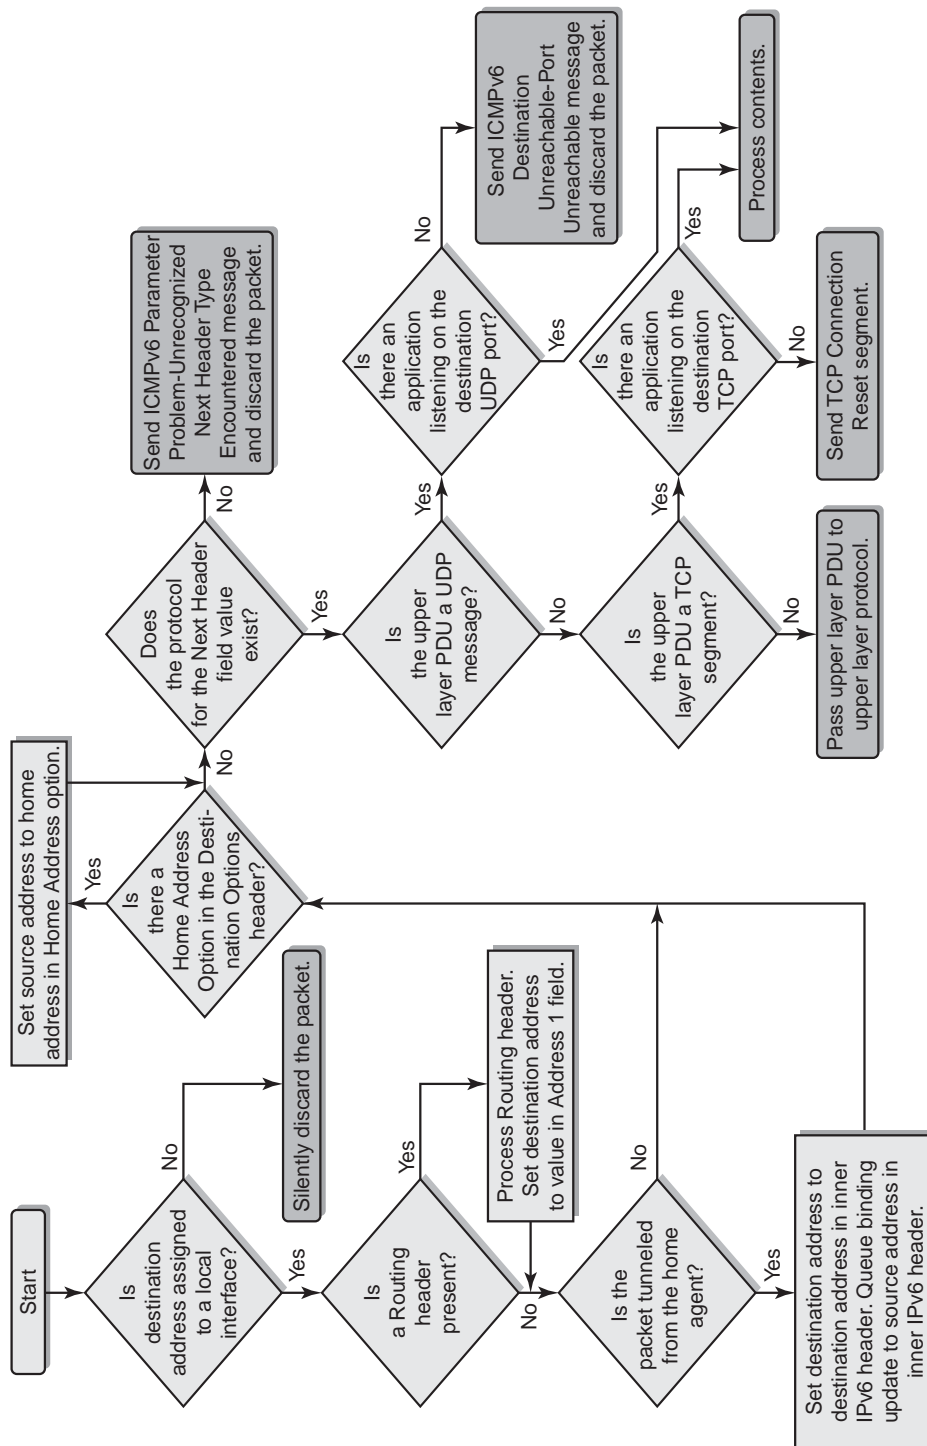 Start
Is
destination
address assigned
to a local
interface?
No
Silently discard the packet.
Yes
Is
a Routing
header
present?
Yes
Process Routing header.
Set destination address
to value in Address 1 field.
No
Is the
packet tunneled
from the home
agent?
No
Yes
Set destination address to
destination address in inner
IPv6 header. Queue binding
update to source address in
inner IPv6 header.
Set source address to home
address in Home Address option.
Yes
Is
there a
Home Address
Option in the Desti-
nation Options
header?
No
Does
the protocol
for the Next Header
field value
exist?
No
Send ICMPv6 Parameter
Problem-Unrecognized
Next Header Type
Encountered message
and discard the packet.
Yes
Is
the upper
layer PDU a UDP
message?
Yes
Is
there an
application
listening on the
destination
UDP port?
No
Send ICMPv6
Destination
Unreachable-Port
Unreachable message
and discard the packet.
Yes
No
Is
the upper
layer PDU a TCP
segment?
Yes
Is
there an
application
listening on the
destination
TCP port?
Yes
Process contents.
No
Pass upper layer PDU to
upper layer protocol.
No
Send TCP Connection
Reset segment.